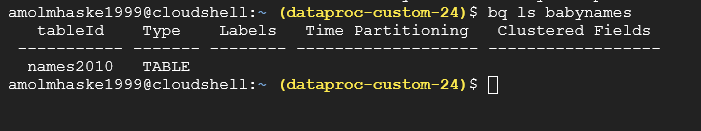 amolmhaske1999@cloudshell:~ (dataproc-custom-24)$ bq ls babynames
tableId Type Labels Time Partitioning Clustered Fields
----------- ------- -------- ------------------- ------------------
names2010 TABLE
amolmhaske1999@cloudshell:~ (dataproc-custom-24)$